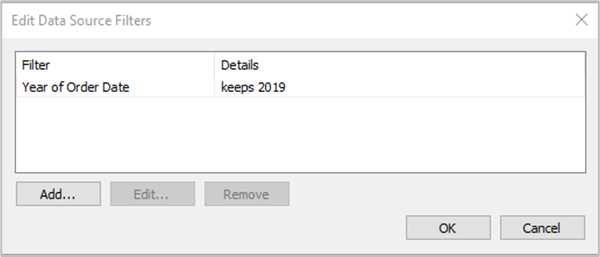 Edit Data Source Filters
Filter Details
Year of Order Date keeps 2019
Add... Edit... Remove
OK Cancel